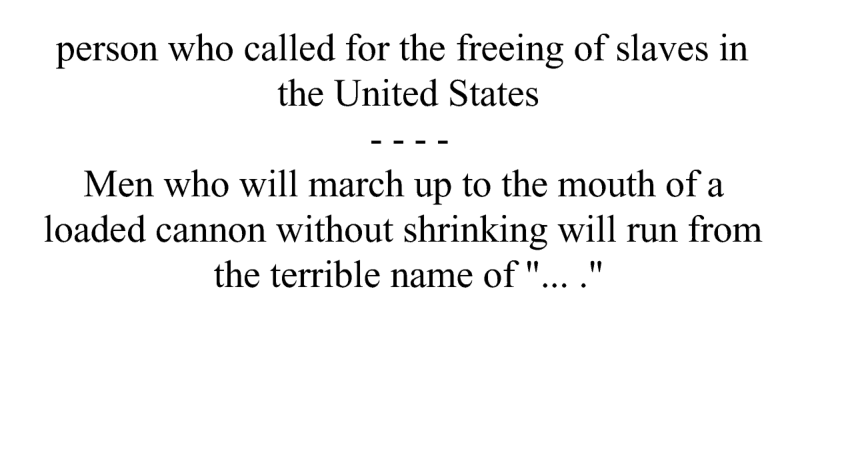 person who called for the freeing of slaves in
the United States
- - - -
Men who will march up to the mouth of a
loaded cannon without shrinking will run from
the terrible name of "... ."